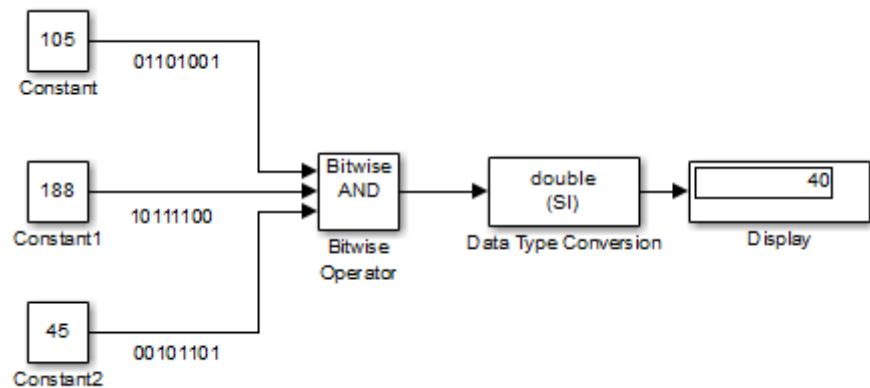 105
01101001
Constant
188
10111100
Constant1
45
00101101
Constant2
Bitwise
AND
Bitwise
Operator
double
(SI)
Data Type Conversion
40
Display